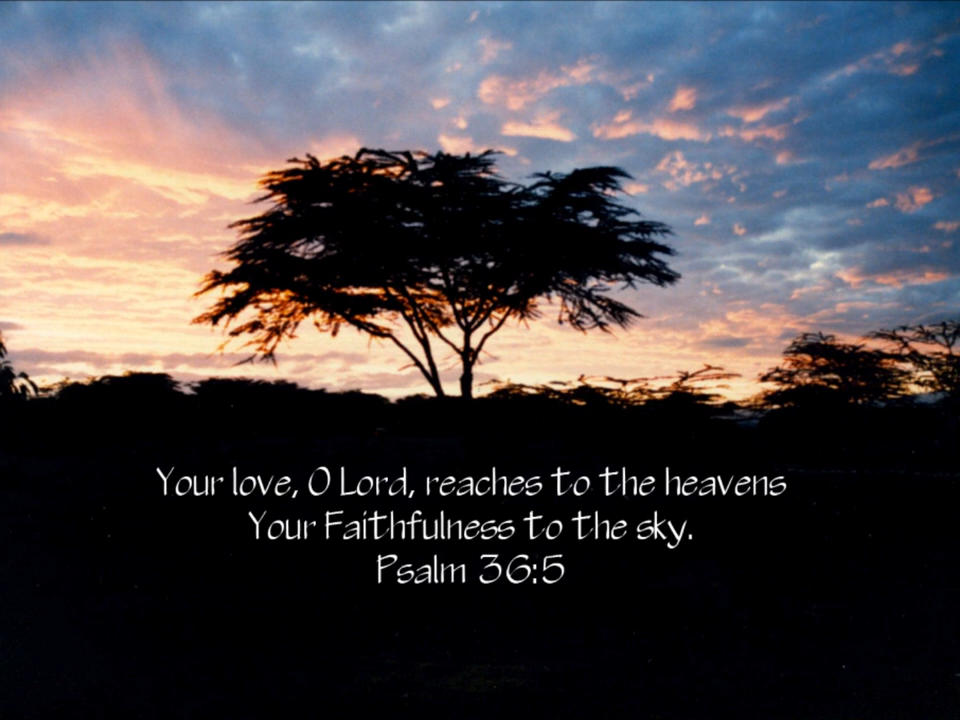 Your love, O Lord, reaches to the heavens
Your Faithfulness to the sky.
Psalm 36:5